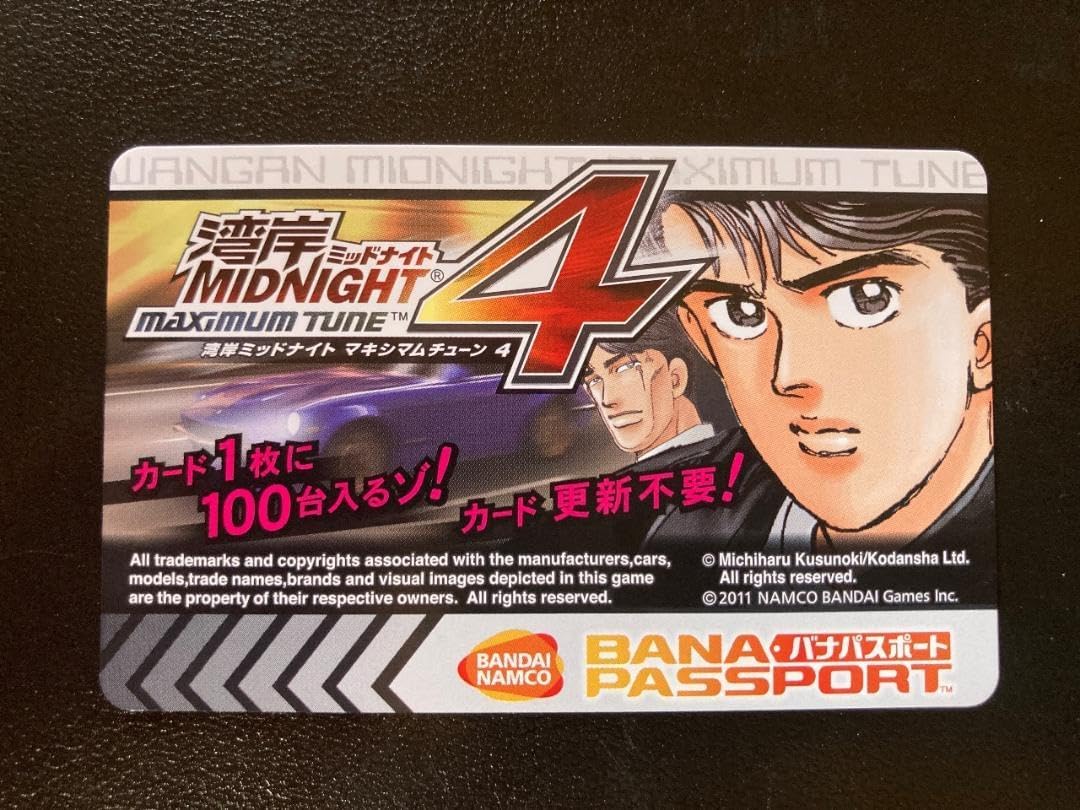 WANGAN MIDNIGHT MAXIMUM TUNE
湾岸
ミッドナイト
MIDNIGHT®
4
MAXIMUM TUNE™
湾岸ミッドナイト マキシマムチューン 4
カード1枚に
100台入るゾ!
カード 更新不要!
All trademarks and copyrights associated with the manufacturers,cars,
models,trade names,brands and visual images depicted in this game
are the property of their respective owners. All rights reserved.
© Michiharu Kusunoki/Kodansha Ltd.
All rights reserved.
© 2011 NAMCO BANDAI Games Inc.
BANDAI
NAMCO
BANA バナパスポート
PASSPORT™